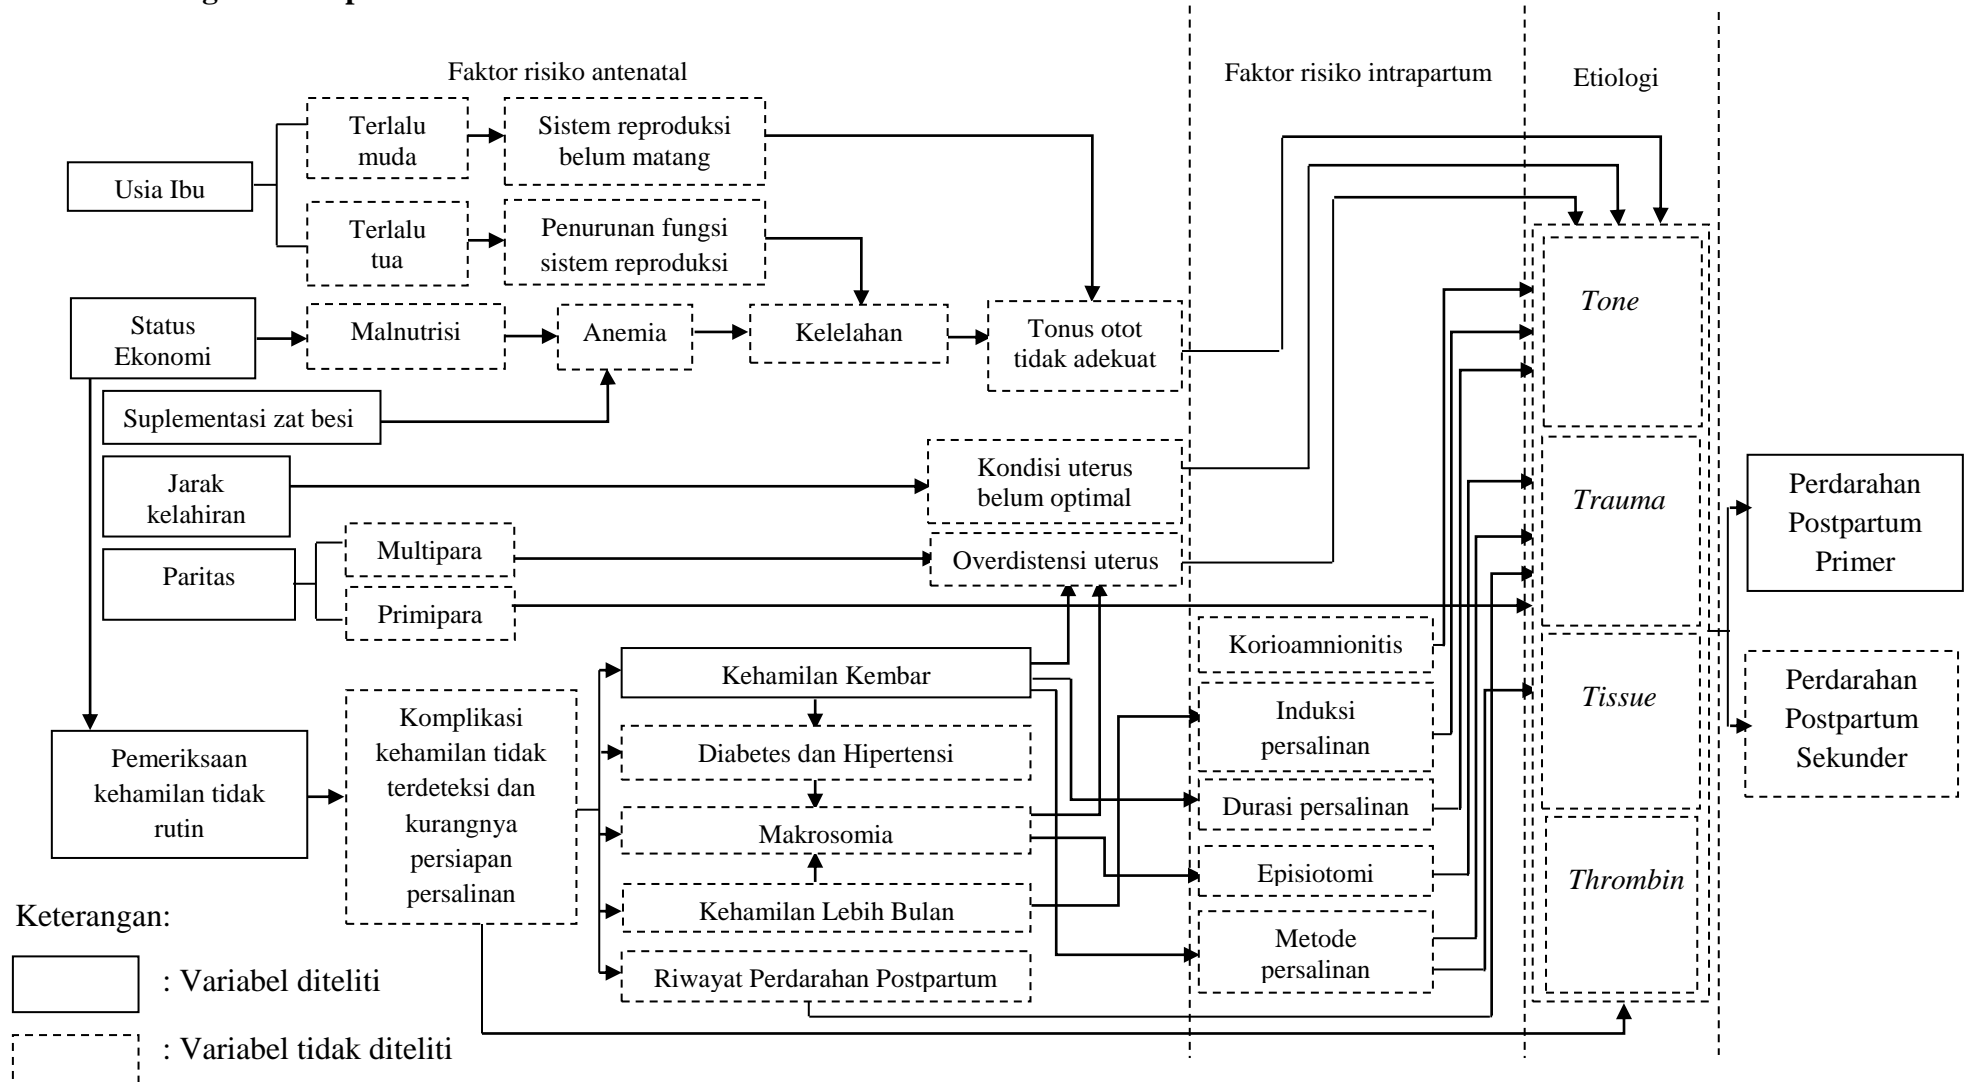 Faktor risiko antenatal
Faktor risiko intrapartum
Etiologi
Terlalu
muda
Sistem reproduksi
belum matang
Usia Ibu
Terlalu
tua
Penurunan fungsi
sistem reproduksi
Status
Ekonomi
Malnutrisi
Anemia
Kelelahan
Tonus otot
tidak adekuat
Tone
Suplementasi zat besi
Jarak
kelahiran
Kondisi uterus
belum optimal
Trauma
Perdarahan
Postpartum
Primer
Paritas
Multipara
Overdistensi uterus
Primipara
Korioamnionitis
Kehamilan Kembar
Tissue
Perdarahan
Postpartum
Sekunder
Pemeriksaan
kehamilan tidak
rutin
Komplikasi
kehamilan tidak
terdeteksi dan
kurangnya
persiapan
persalinan
Diabetes dan Hipertensi
Induksi
persalinan
Makrosomia
Durasi persalinan
Kehamilan Lebih Bulan
Episiotomi
Thrombin
Riwayat Perdarahan Postpartum
Metode
persalinan
Keterangan:
: Variabel diteliti
: Variabel tidak diteliti